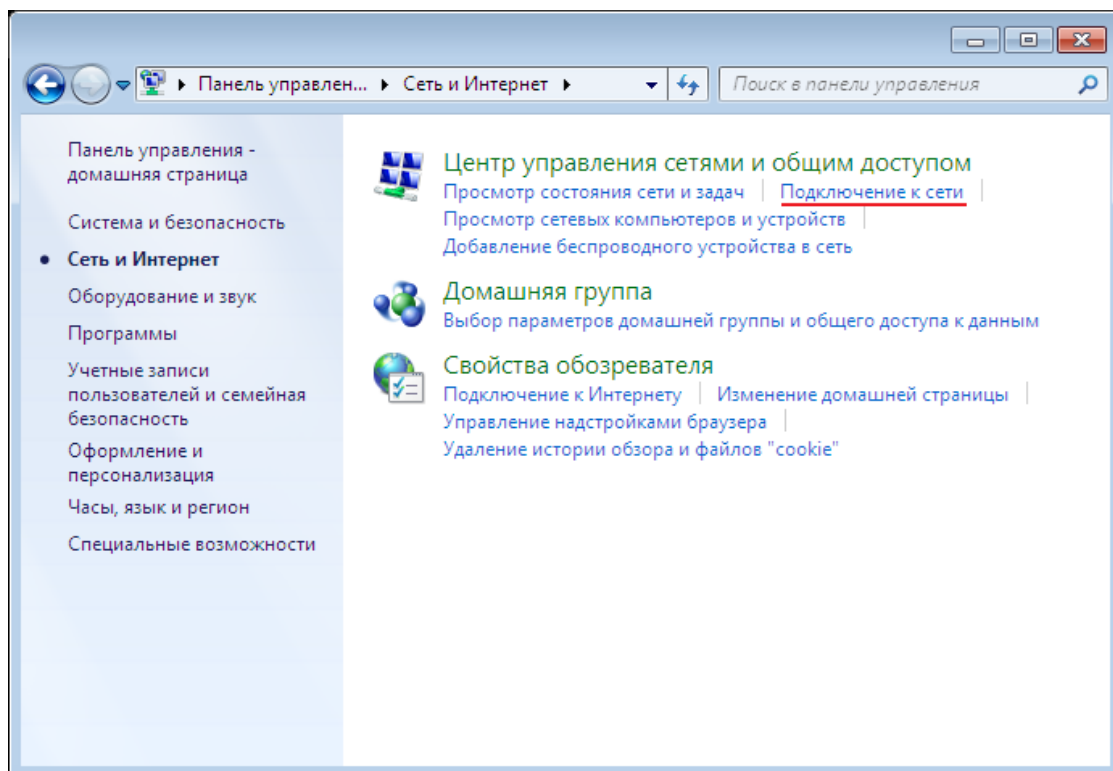 Панель управлен... Сеть и Интернет Поиск в панели управления
Панель управления -
домашняя страница
Система и безопасность
Сеть и Интернет
Оборудование и звук
Программы
Учетные записи
пользователей и семейная
безопасность
Оформление и
персонализация
Часы, язык и регион
Специальные возможности
Центр управления сетями и общим доступом
Просмотр состояния сети и задач Подключение к сети
Просмотр сетевых компьютеров и устройств
Добавление беспроводного устройства в сеть
Домашняя группа
Выбор параметров домашней группы и общего доступа к данным
Свойства обозревателя
Подключение к Интернету Изменение домашней страницы
Управление надстройками браузера
Удаление истории обзора и файлов "cookie"